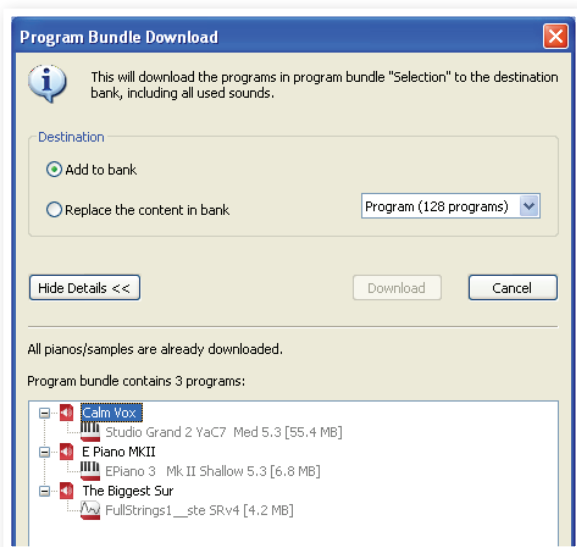 Program Bundle Download
This will download the programs in program bundle "Selection" to the destination
bank, including all used sounds.
Destination
Add to bank
Replace the content in bank
Program (128 programs)
Hide Details <<
Download
Cancel
All pianos/samples are already downloaded.
Program bundle contains 3 programs:
Calm Vox
Studio Grand 2 YaC7  Med 5.3 [55.4 MB]
E Piano MKII
EPiano 3  Mk II Shallow 5.3 [6.8 MB]
The Biggest Sur
FullStrings1__ste SRv4 [4.2 MB]